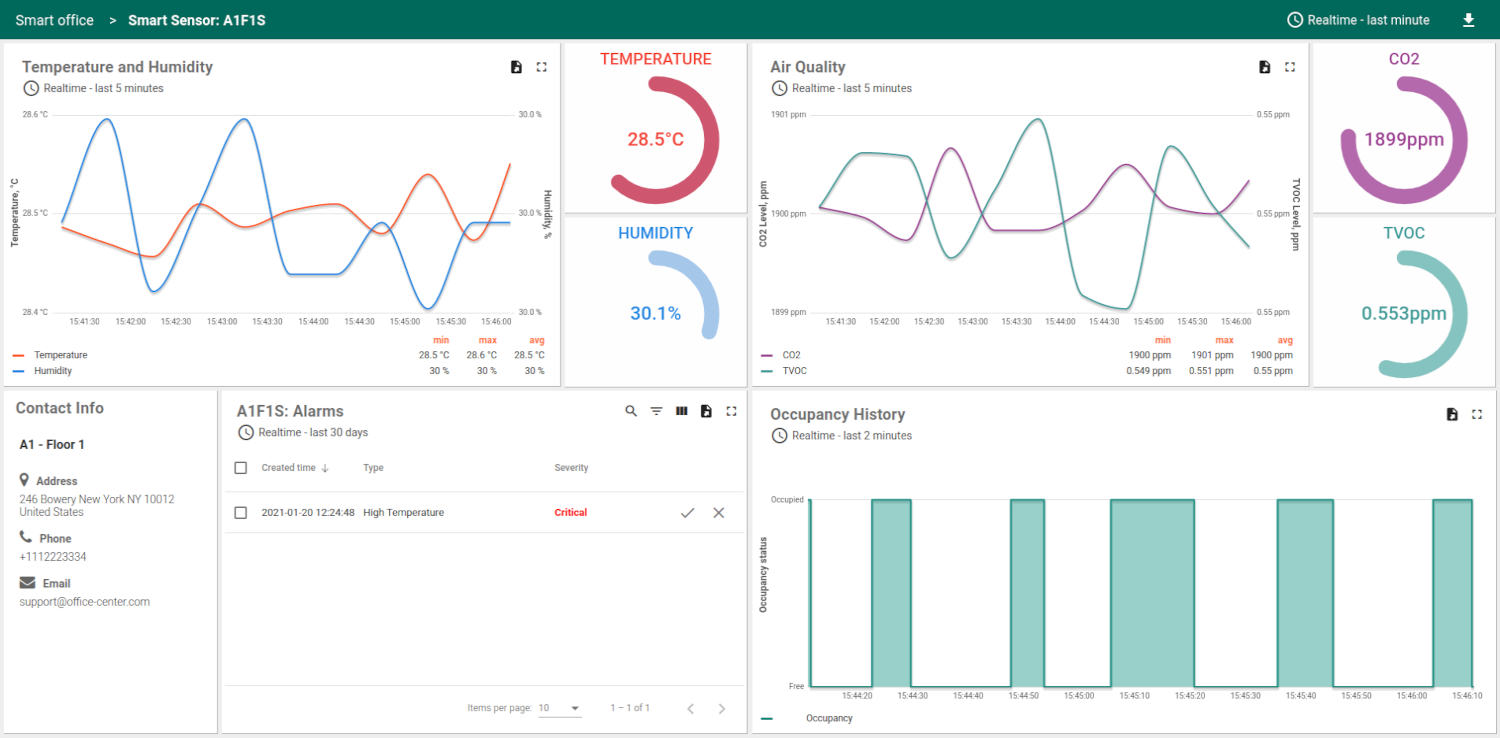 Smart office > Smart Sensor: A1F1S
Realtime - last minute
Temperature and Humidity
Realtime - last 5 minutes
28.6 °C
28.5 °C
28.4 °C
Temperature, °C
30.0 %
30.0 %
30.0 %
Humidity, %
15:41:30 15:42:00 15:42:30 15:43:00 15:43:30 15:44:00 15:44:30 15:45:00 15:45:30 15:46:00
min max avg
Temperature 28.5 °C 28.6 °C 28.5 °C
Humidity 30 % 30 % 30 %
TEMPERATURE
28.5°C
HUMIDITY
30.1%
Air Quality
Realtime - last 5 minutes
1901 ppm
1900 ppm
1899 ppm
CO2 Level, ppm
0.55 ppm
0.55 ppm
0.55 ppm
TVOC Level, ppm
15:41:30 15:42:00 15:42:30 15:43:00 15:43:30 15:44:00 15:44:30 15:45:00 15:45:30 15:46:00
min max avg
CO2 1900 ppm 1901 ppm 1900 ppm
TVOC 0.549 ppm 0.551 ppm 0.55 ppm
CO2
1899ppm
TVOC
0.553ppm
Contact Info
A1 - Floor 1
Address
246 Bowery New York NY 10012
United States
Phone
+1112223334
Email
support@office-center.com
A1F1S: Alarms
Realtime - last 30 days
Created time ↓ Type Severity
2021-01-20 12:24:48 High Temperature Critical
Items per page: 10 1 – 1 of 1
Occupancy History
Realtime - last 2 minutes
Occupied
Free
Occupancy status
15:44:20 15:44:30 15:44:40 15:44:50 15:45:00 15:45:10 15:45:20 15:45:30 15:45:40 15:45:50 15:46:00 15:46:10
Occupancy